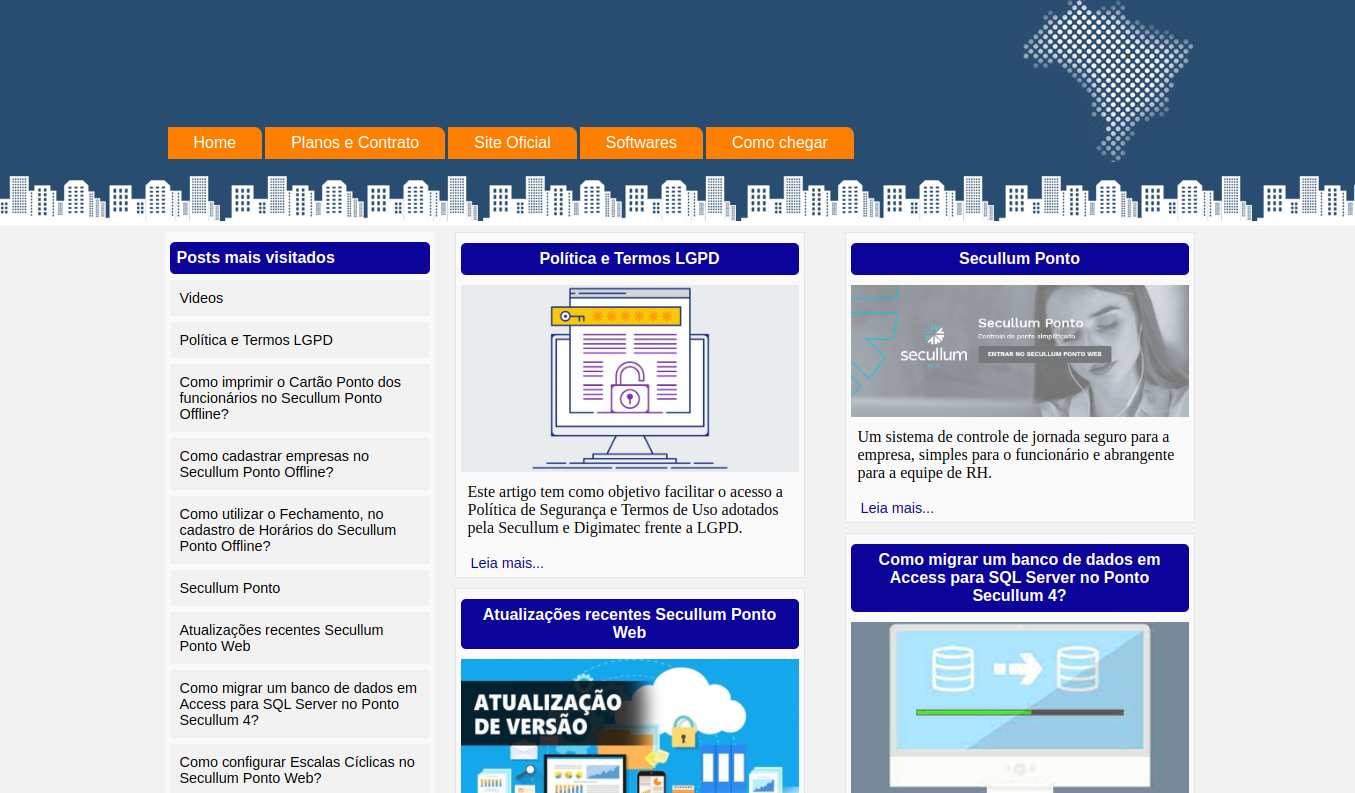 Home
Planos e Contrato
Site Oficial
Softwares
Como chegar
Posts mais visitados
Videos
Política e Termos LGPD
Como imprimir o Cartão Ponto dos
funcionários no Secullum Ponto
Offline?
Como cadastrar empresas no
Secullum Ponto Offline?
Como utilizar o Fechamento, no
cadastro de Horários do Secullum
Ponto Offline?
Secullum Ponto
Atualizações recentes Secullum
Ponto Web
Como migrar um banco de dados em
Access para SQL Server no Ponto
Secullum 4?
Como configurar Escalas Cíclicas no
Secullum Ponto Web?
Política e Termos LGPD
Este artigo tem como objetivo facilitar o acesso a
Política de Segurança e Termos de Uso adotados
pela Secullum e Digimatec frente a LGPD.
Leia mais...
Atualizações recentes Secullum Ponto
Web
ATUALIZAÇÃO
DE VERSÃO
Secullum Ponto
secullum
Secullum Ponto
Controle de ponto simplificado
ENTRAR NO SECULLUM PONTO WEB
Um sistema de controle de jornada seguro para a
empresa, simples para o funcionário e abrangente
para a equipe de RH.
Leia mais...
Como migrar um banco de dados em
Access para SQL Server no Ponto
Secullum 4?